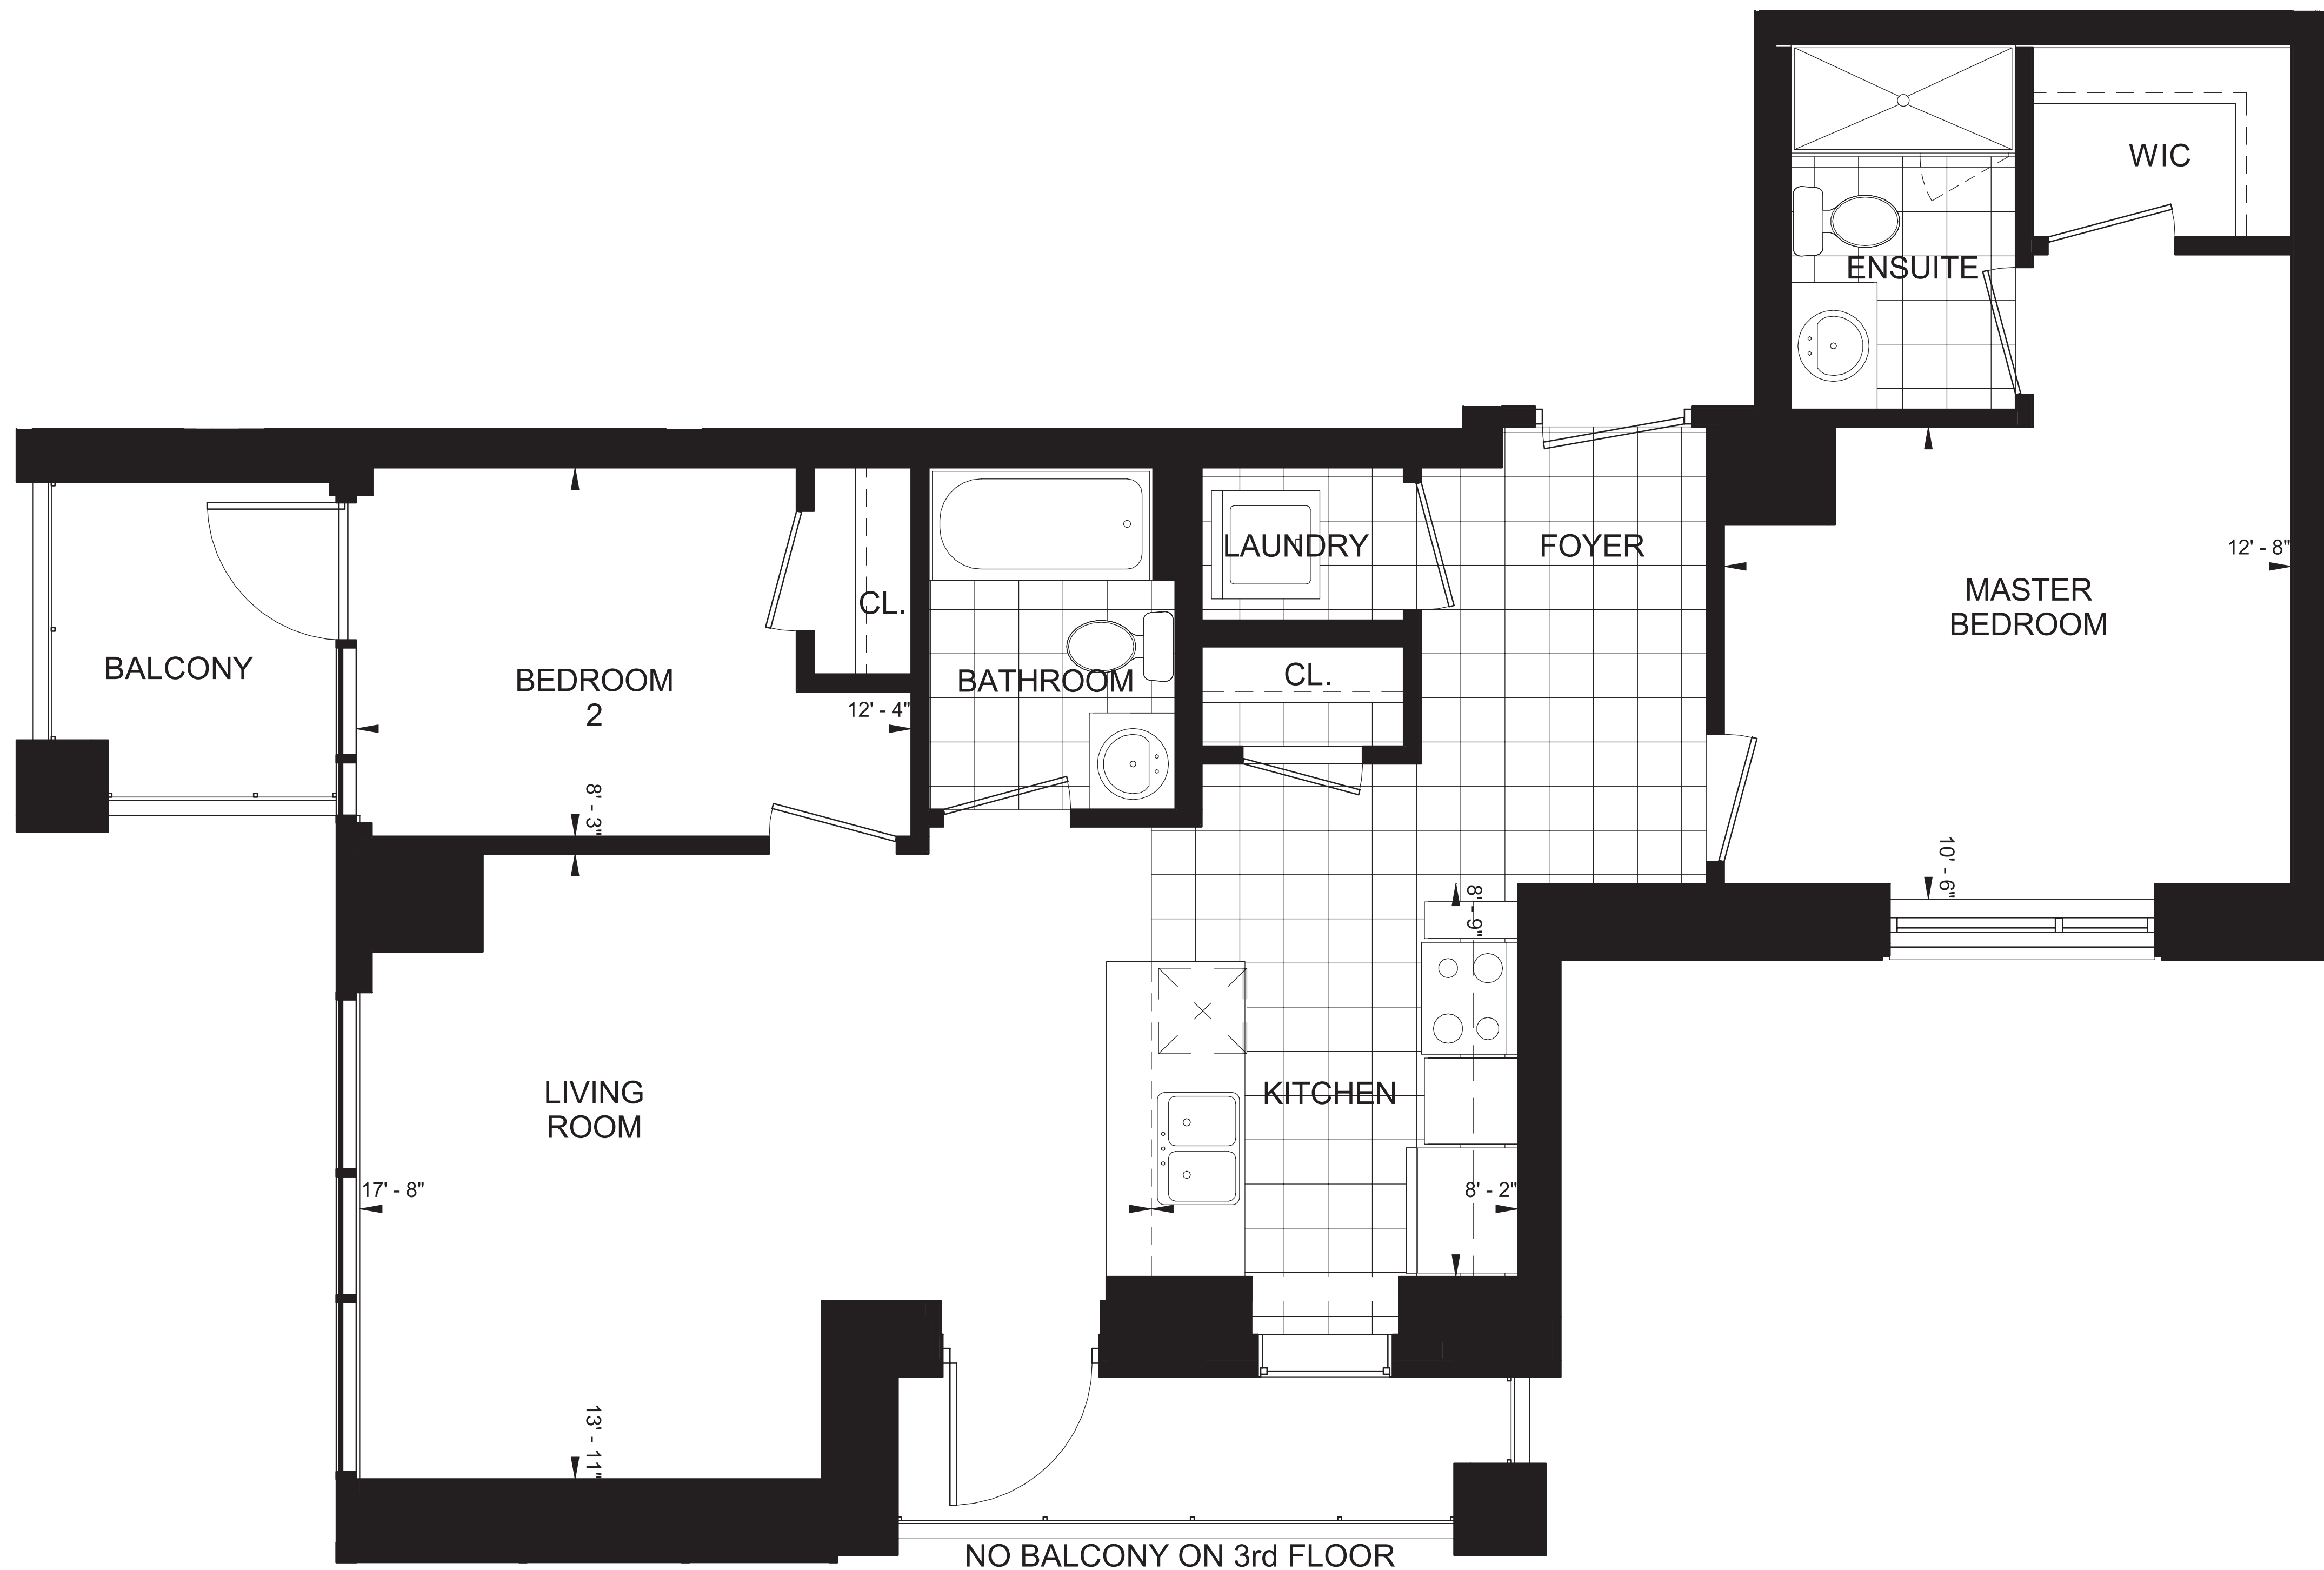 WIC
ENSUITE
LAUNDRY
FOYER
12' - 8"
MASTER
BEDROOM
CL.
BALCONY
BEDROOM
2
12' - 4"
BATHROOM
CL.
8' - 3"
10' - 6"
8' - 9"
LIVING
ROOM
KITCHEN
17' - 8"
8' - 2"
13' - 11"
NO BALCONY ON 3rd FLOOR